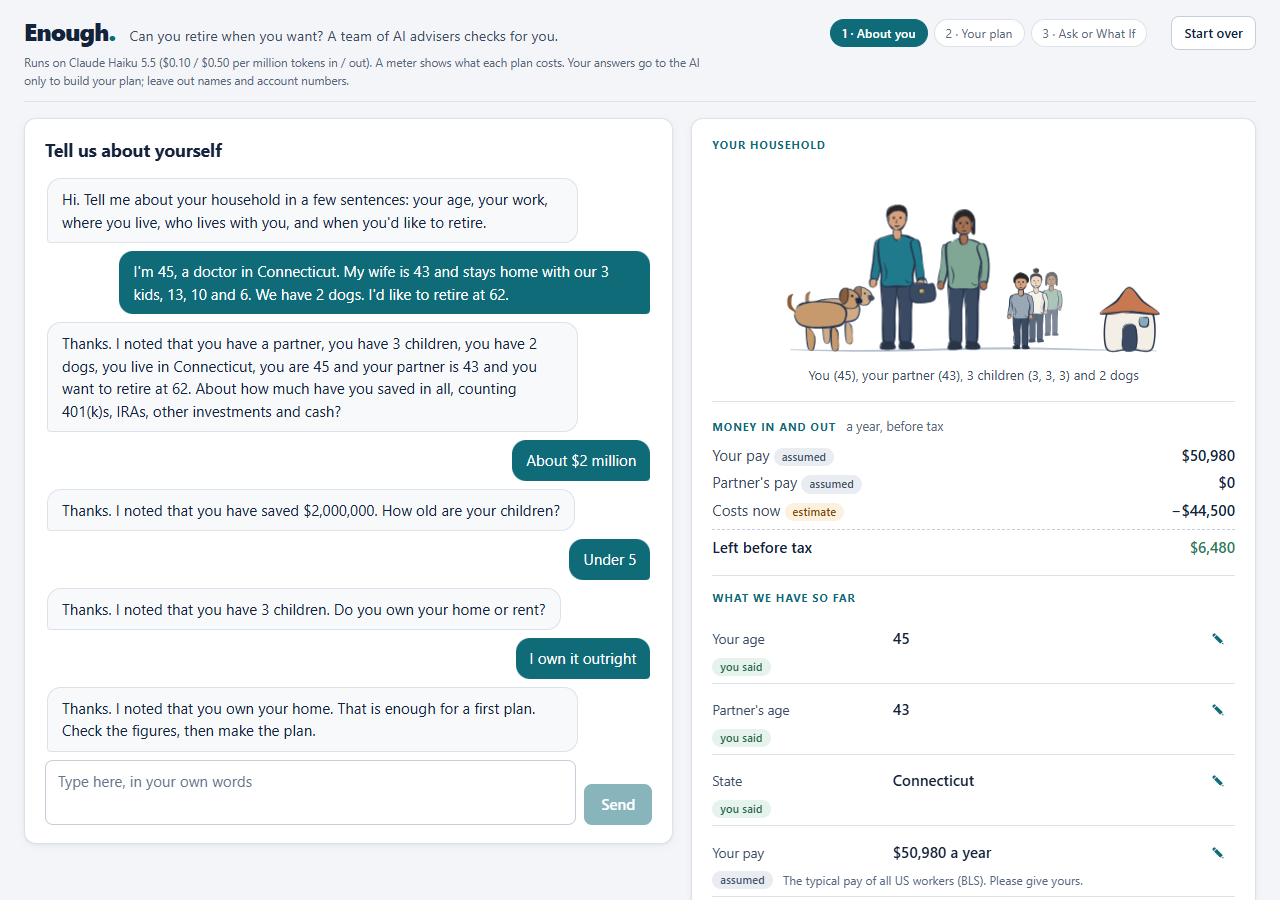 Enough.
Can you retire when you want? A team of AI advisers checks for you.
Runs on Claude Haiku 5.5 ($0.10 / $0.50 per million tokens in / out). A meter shows what each plan costs. Your answers go to the AI
only to build your plan; leave out names and account numbers.
1 · About you
2 · Your plan
3 · Ask or What If
Start over
Tell us about yourself
Hi. Tell me about your household in a few sentences: your age, your work,
where you live, who lives with you, and when you'd like to retire.
I'm 45, a doctor in Connecticut. My wife is 43 and stays home with our 3
kids, 13, 10 and 6. We have 2 dogs. I'd like to retire at 62.
Thanks. I noted that you have a partner, you have 3 children, you have 2
dogs, you live in Connecticut, you are 45 and your partner is 43 and you
want to retire at 62. About how much have you saved in all, counting
401(k)s, IRAs, other investments and cash?
About $2 million
Thanks. I noted that you have saved $2,000,000. How old are your children?
Under 5
Thanks. I noted that you have 3 children. Do you own your home or rent?
I own it outright
Thanks. I noted that you own your home. That is enough for a first plan.
Check the figures, then make the plan.
Type here, in your own words
Send
YOUR HOUSEHOLD
You (45), your partner (43), 3 children (3, 3, 3) and 2 dogs
MONEY IN AND OUT a year, before tax
Your pay assumed $50,980
Partner's pay assumed $0
Costs now estimate −$44,500
Left before tax $6,480
WHAT WE HAVE SO FAR
Your age 45
you said
Partner's age 43
you said
State Connecticut
you said
Your pay $50,980 a year
assumed The typical pay of all US workers (BLS). Please give yours.